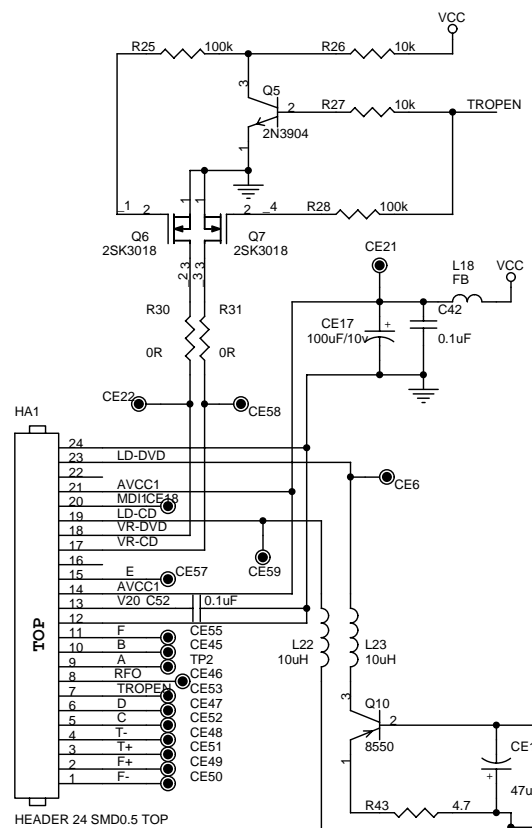 VCC
R25 100k R26 10k
3
Q5
2 R27 10k TROPEN
2N3904
1
1 1
_1 2 2 _4 R28 100k
Q6 Q7
2SK3018 2SK3018
CE21
L18
FB
VCC
_2_3 _3_3
R30 R31
CE17 + C42
100uF/10v 0.1uF
0R 0R
CE22 CE58
HA1
24
23 LD-DVD
22
CE6
21 AVCC1
20 MDI1 CE18
19 LD-CD
18 VR-DVD
17 VR-CD
16
15 E CE57 CE59
14 AVCC1
13 V20 C52 0.1uF
12
11 F CE55
10 B CE45
9 A TP2
8 RFO CE46
7 TROPEN CE53
6 D CE47
5 C CE52
4 T- CE48
3 T+ CE51
2 F+ CE49
1 F- CE50
TOP
L22 L23
10uH 10uH
3
Q10
2
8550
1
CE1
+
47u
R43 4.7
HEADER 24 SMD0.5 TOP